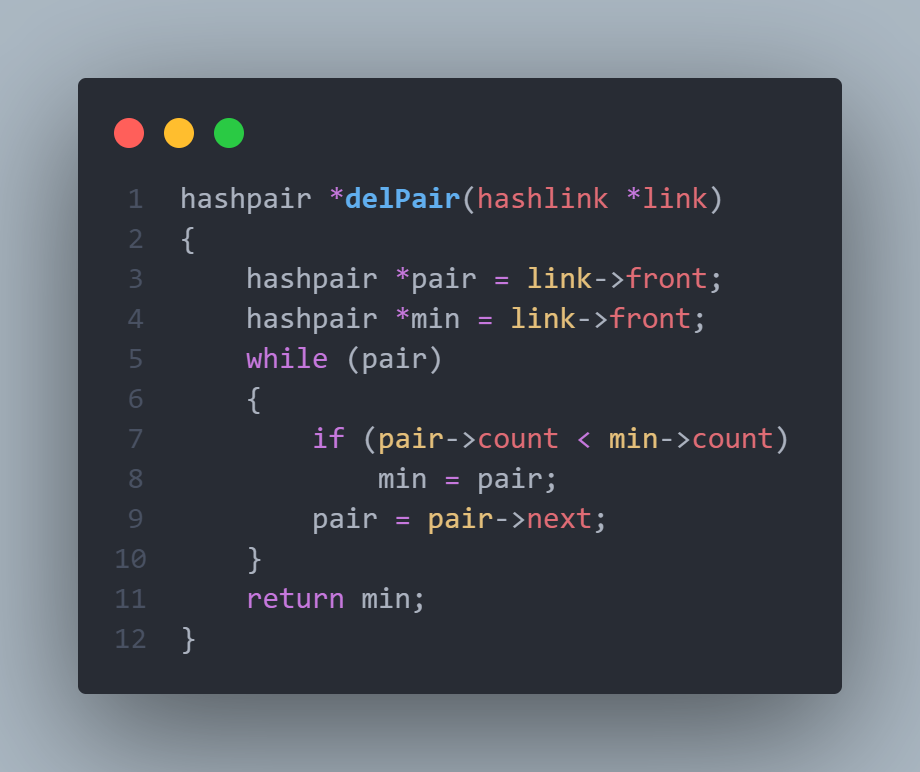 1 hashpair *delPair(hashlink *link)
2 {
3     hashpair *pair = link->front;
4     hashpair *min = link->front;
5     while (pair)
6     {
7         if (pair->count < min->count)
8             min = pair;
9         pair = pair->next;
10     }
11     return min;
12 }